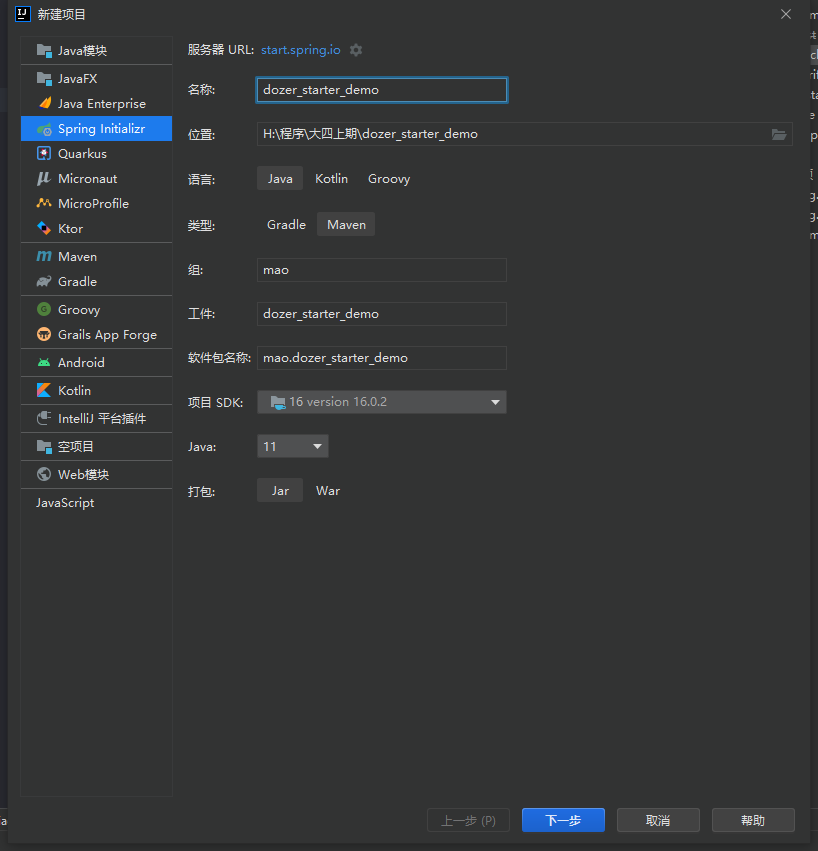 新建项目
Java模块
JavaFX
Java Enterprise
Spring Initializr
Quarkus
Micronaut
MicroProfile
Ktor
Maven
Gradle
Groovy
Grails App Forge
Android
Kotlin
IntelliJ 平台插件
空项目
Web模块
JavaScript
服务器 URL: start.spring.io
名称: dozer_starter_demo
位置: H:\程序\大四上期\dozer_starter_demo
语言: Java Kotlin Groovy
类型: Gradle Maven
组: mao
工件: dozer_starter_demo
软件包名称: mao.dozer_starter_demo
项目 SDK: 16 version 16.0.2
Java: 11
打包: Jar War
上一步 (P) 下一步 取消 帮助